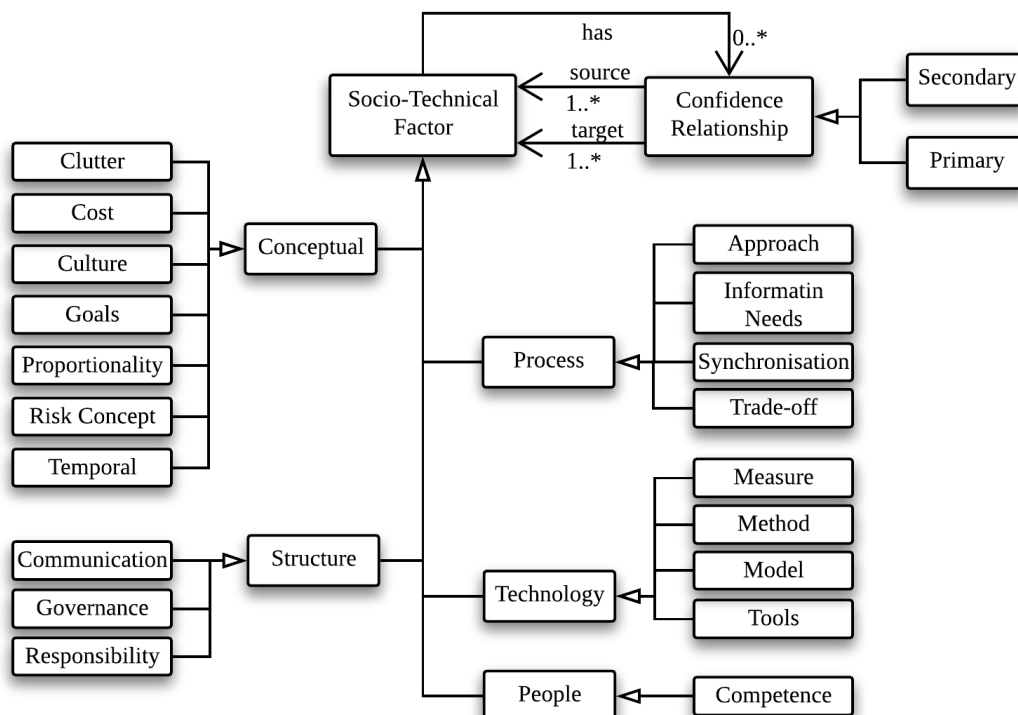 has
0..*
Socio-Technical
Factor
source
1..*
target
1..*
Confidence
Relationship
Secondary
Primary
Clutter
Cost
Culture
Goals
Proportionality
Risk Concept
Temporal
Conceptual
Approach
Informatin
Needs
Synchronisation
Trade-off
Process
Communication
Governance
Responsibility
Structure
Measure
Method
Model
Tools
Technology
People
Competence